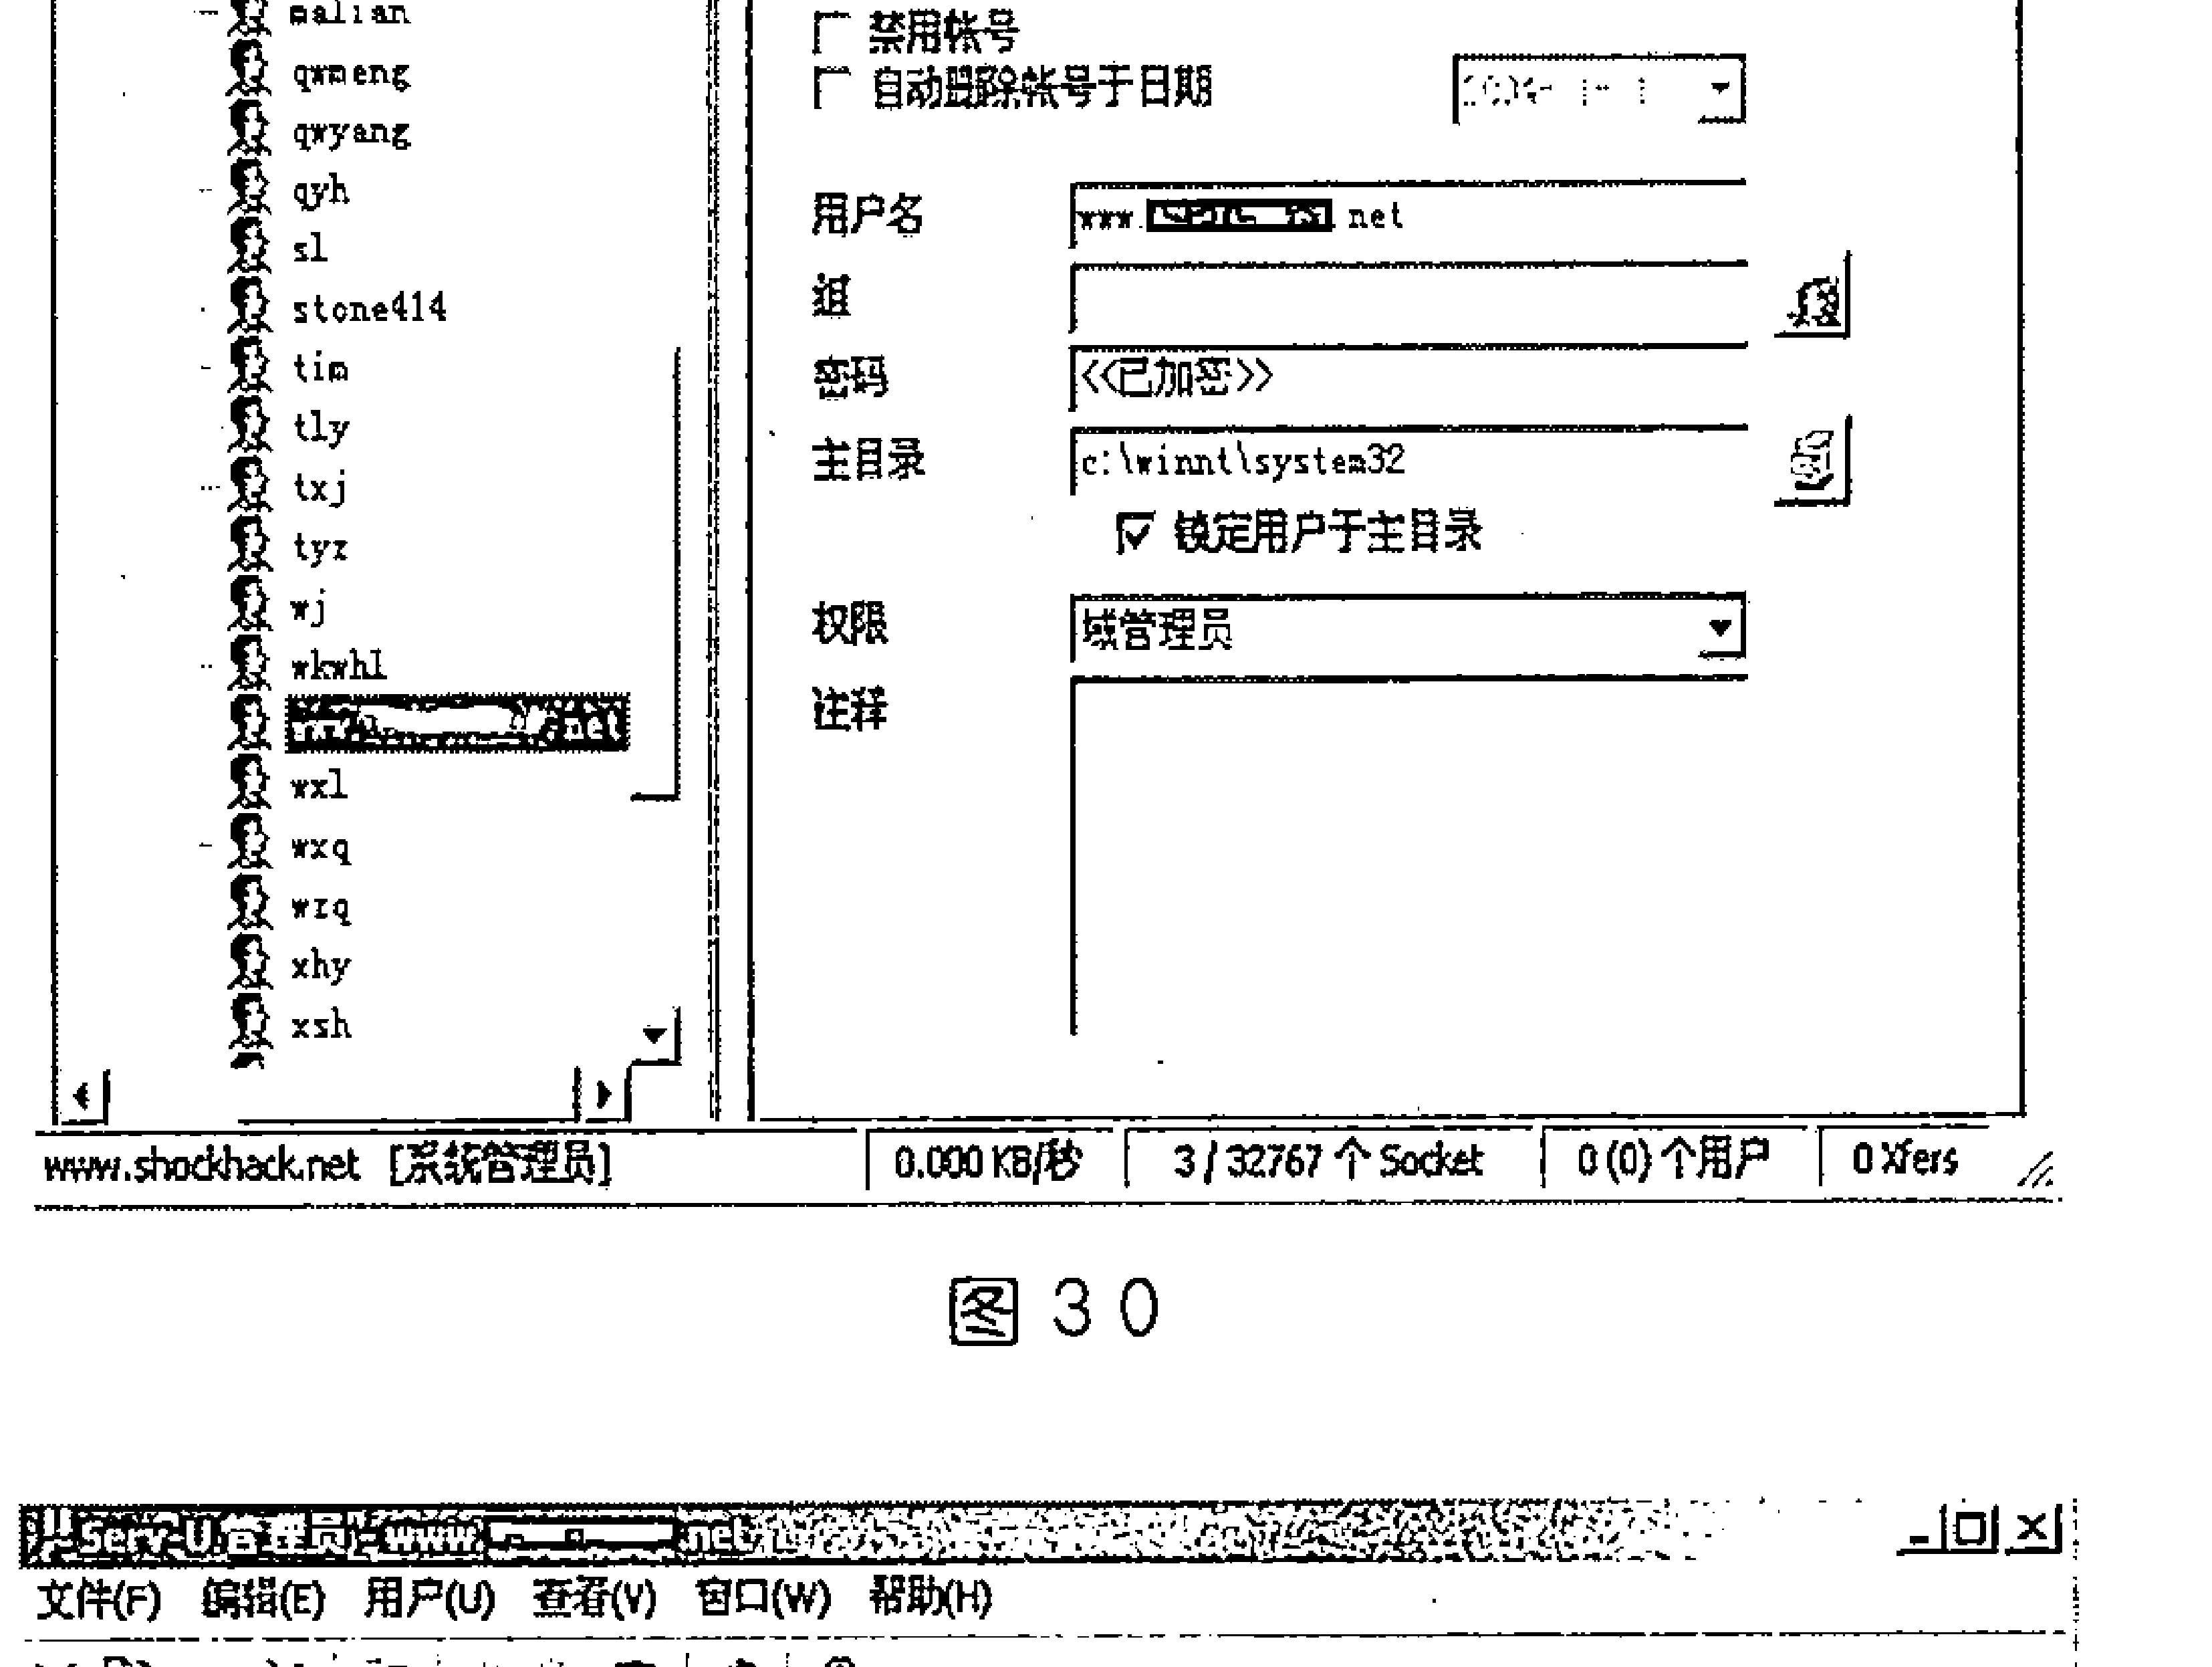 malian
qwmeng
qwyang
qyh
sl
stone414
tim
tly
txj
tyz
wj
wkwhl
.net
wxl
wxq
wzq
xhy
xsh
禁用帐号
自动删除帐号于日期
用户名 www. .net
组
密码 <<已加密>>
主目录 c:\winnt\system32
锁定用户于主目录
权限 域管理员
注释
www.shockhack.net [系统管理员] 0.000 KB/秒 3 / 32767 个 Socket 0 (0) 个用户 0 Xfers
图 30
Serv-U 管理员 - www. .net
文件(F) 编辑(E) 用户(U) 查看(V) 窗口(W) 帮助(H)